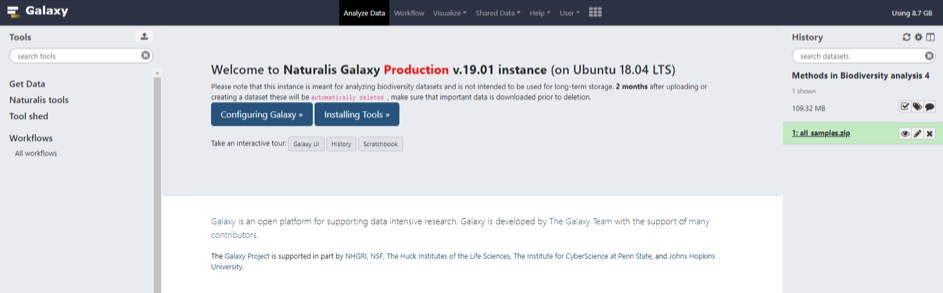 Galaxy
Analyze Data Workflow Visualize Shared Data Help User
Using 8.7 GB
Tools
search tools
Get Data
Naturalis tools
Tool shed
Workflows
All workflows
Welcome to Naturalis Galaxy Production v.19.01 instance (on Ubuntu 18.04 LTS)
Please note that this instance is meant for analyzing biodiversity datasets and is not intended to be used for long-term storage. 2 months after uploading or
creating a dataset these will be automatically deleted , make sure that important data is downloaded prior to deletion.
Configuring Galaxy » Installing Tools »
Take an interactive tour: Galaxy UI History Scratchbook
Galaxy is an open platform for supporting data intensive research. Galaxy is developed by The Galaxy Team with the support of many
contributors.
The Galaxy Project is supported in part by NHGRI, NSF, The Huck Institutes of the Life Sciences, The Institute for CyberScience at Penn State, and Johns Hopkins
University.
History
search datasets
Methods in Biodiversity analysis 4
1 shown
109.32 MB
1: all_samples.zip